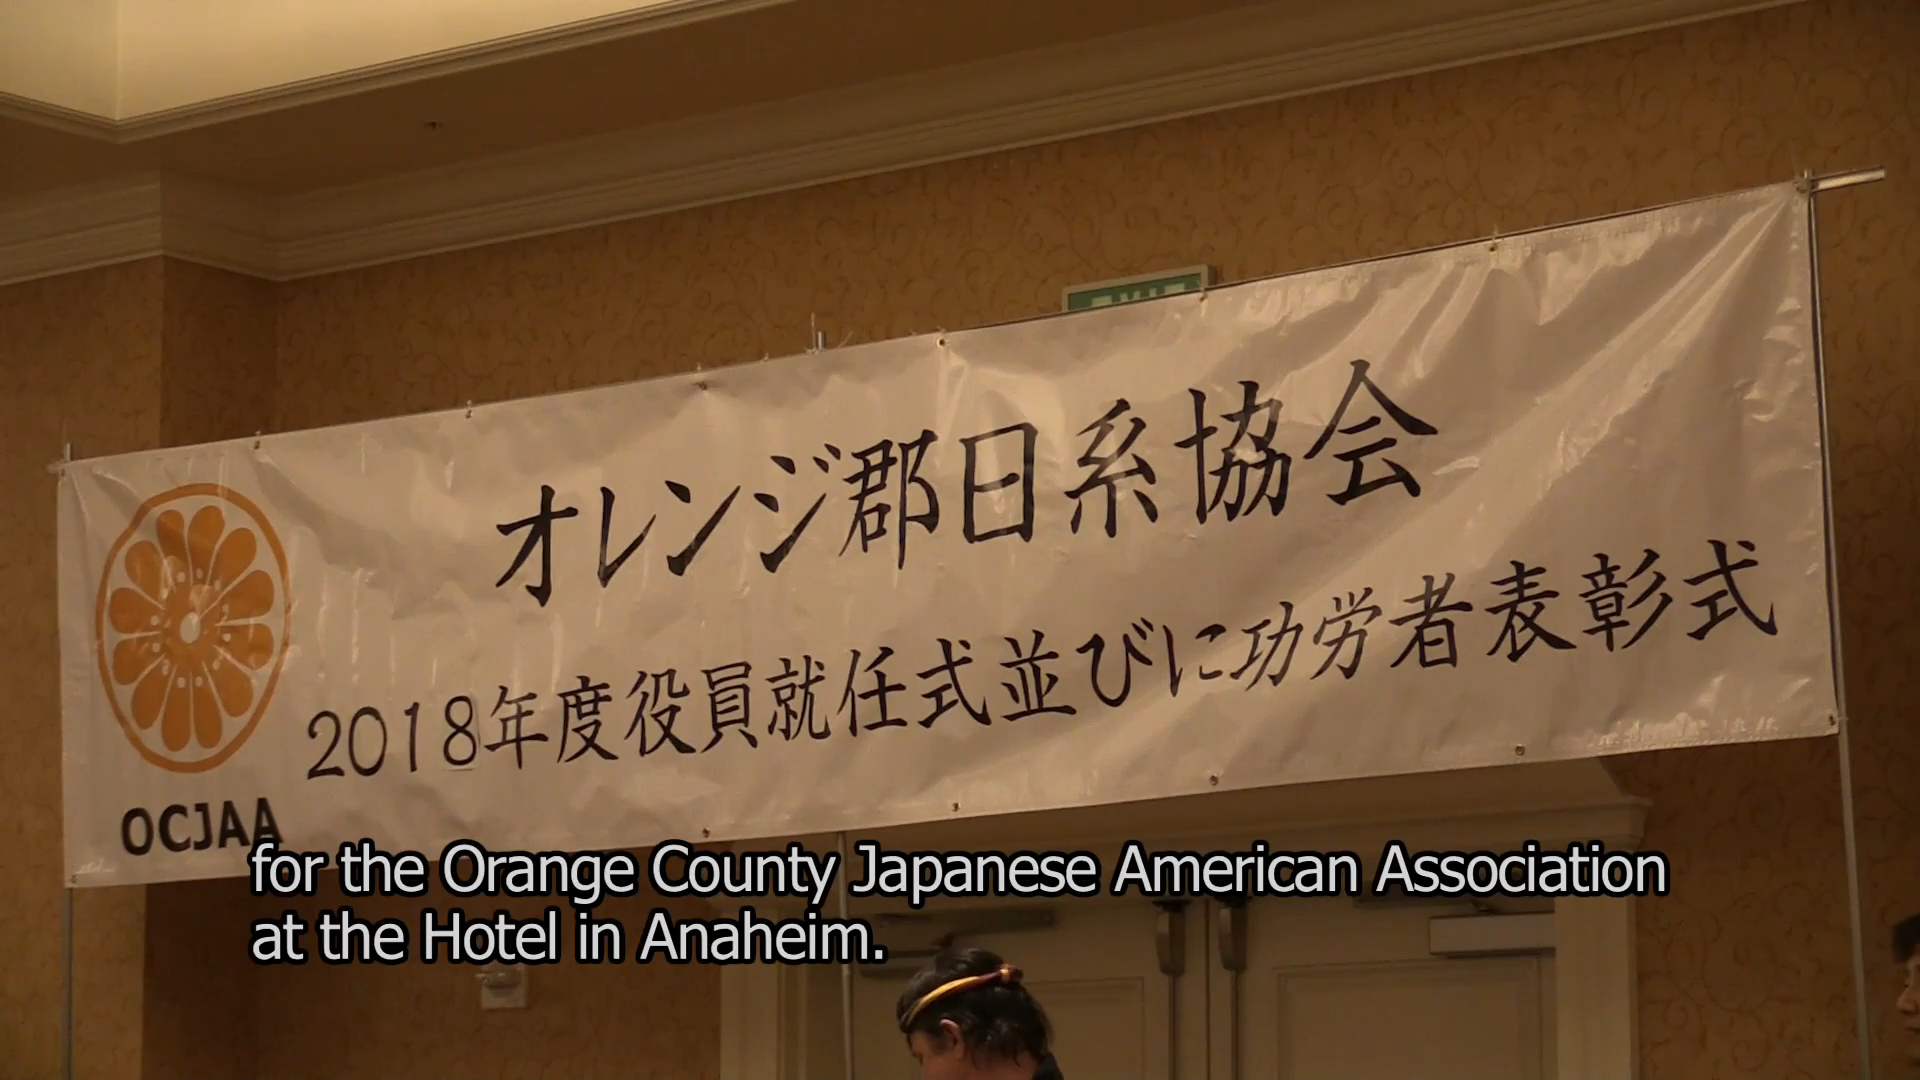 EXIT
オレンジ郡日系協会
2018年度役員就任式並びに功労者表彰式
OCJAA
for the Orange County Japanese American Association
at the Hotel in Anaheim.